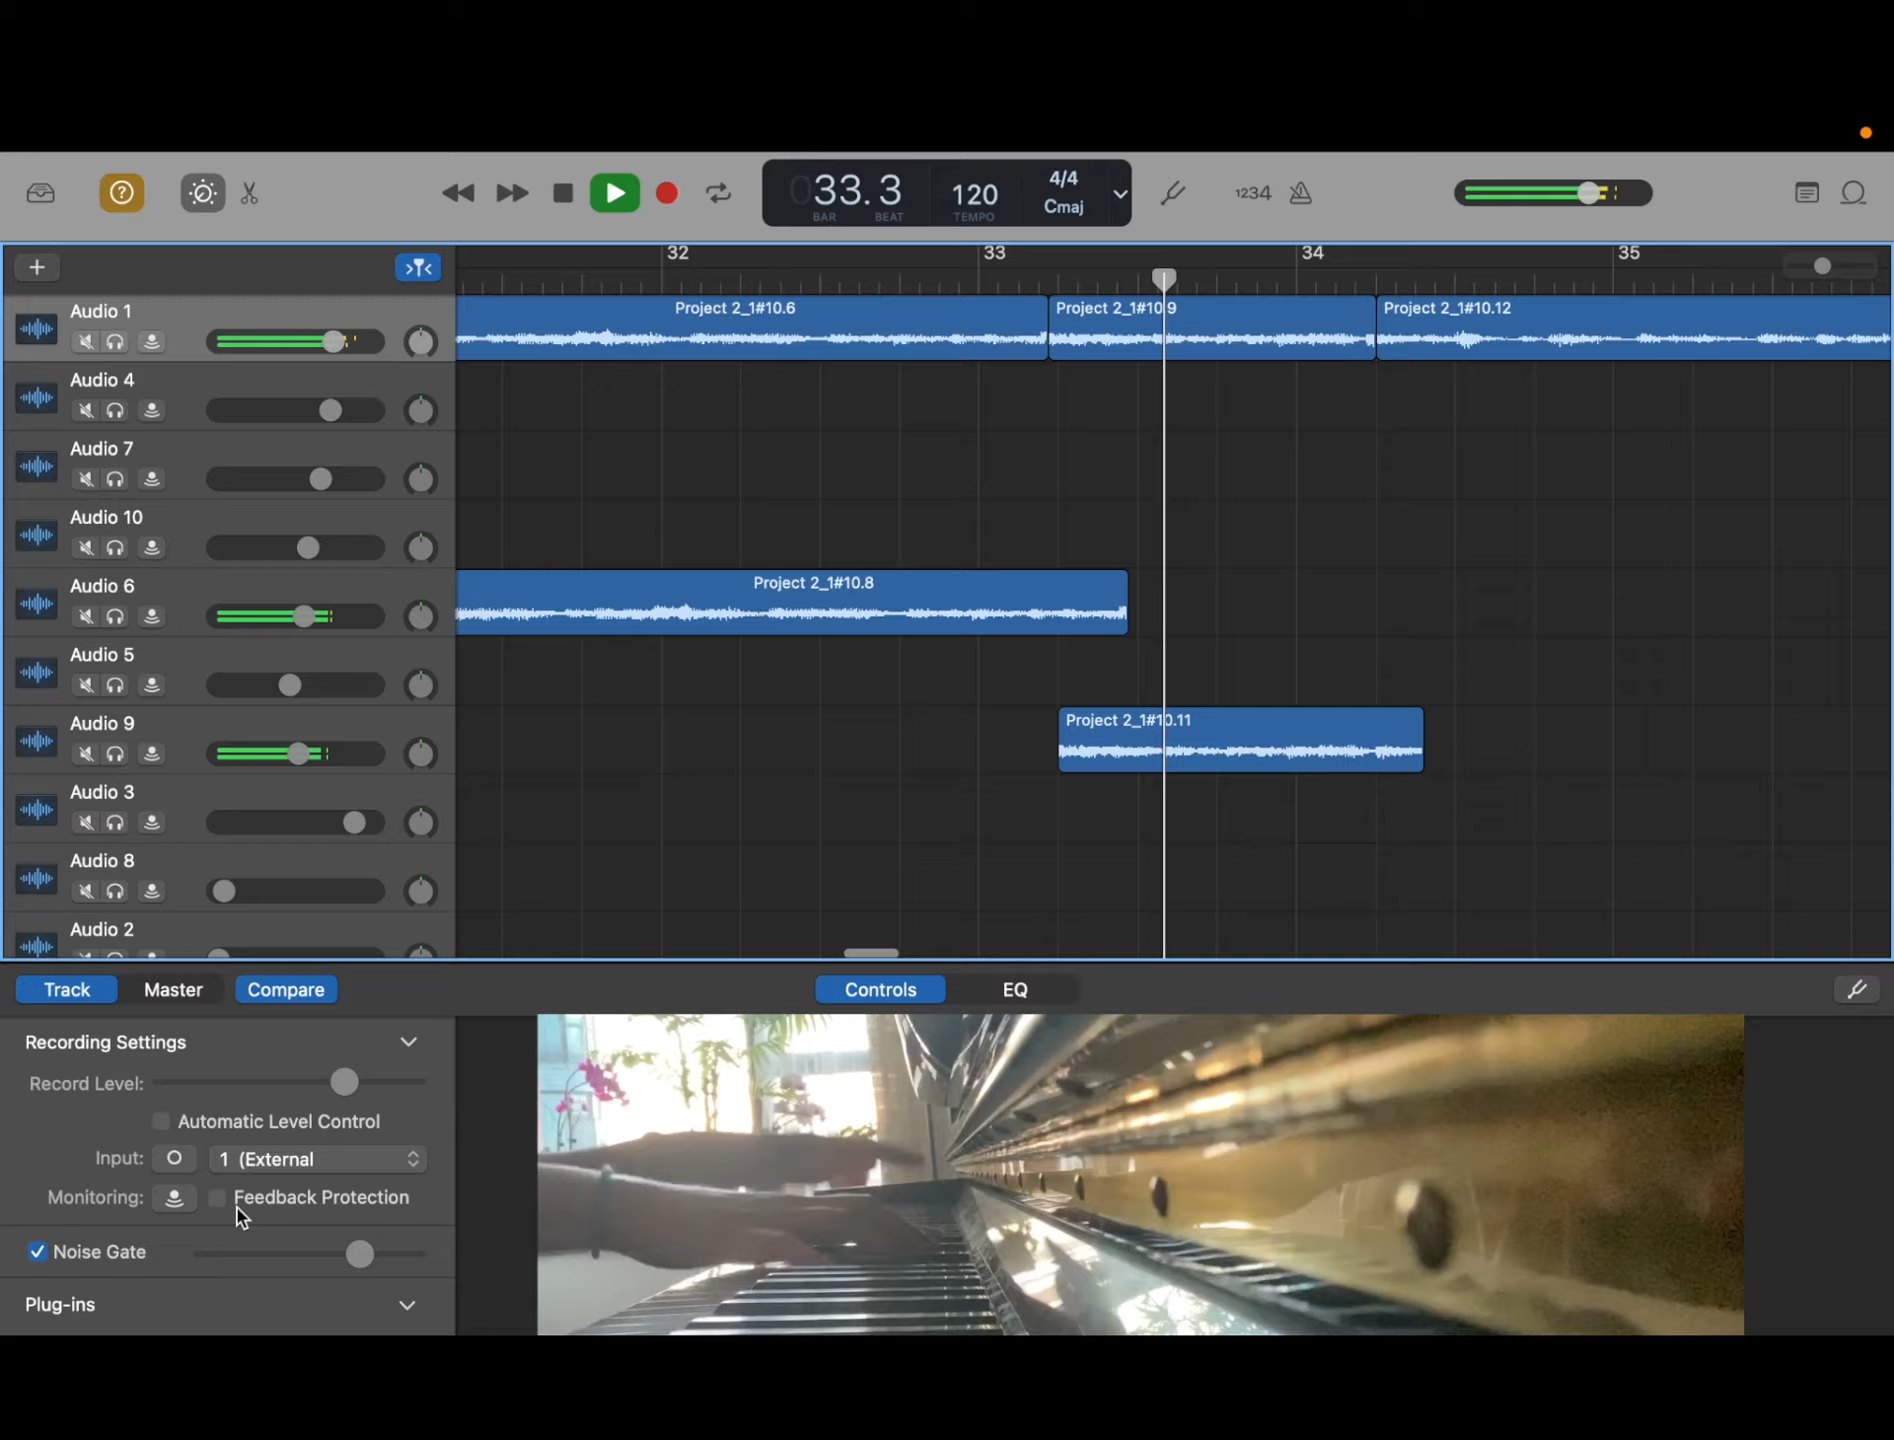 ?
033.3
BAR
BEAT
120
TEMPO
4/4
Cmaj
1234
32
33
34
35
Audio 1
Project 2_1#10.6
Project 2_1#10.9
Project 2_1#10.12
Audio 4
Audio 7
Audio 10
Audio 6
Project 2_1#10.8
Audio 5
Audio 9
Project 2_1#10.11
Audio 3
Audio 8
Audio 2
Track
Master
Compare
Controls
EQ
Recording Settings
Record Level:
Automatic Level Control
Input:
1 (External
Monitoring:
Feedback Protection
Noise Gate
Plug-ins